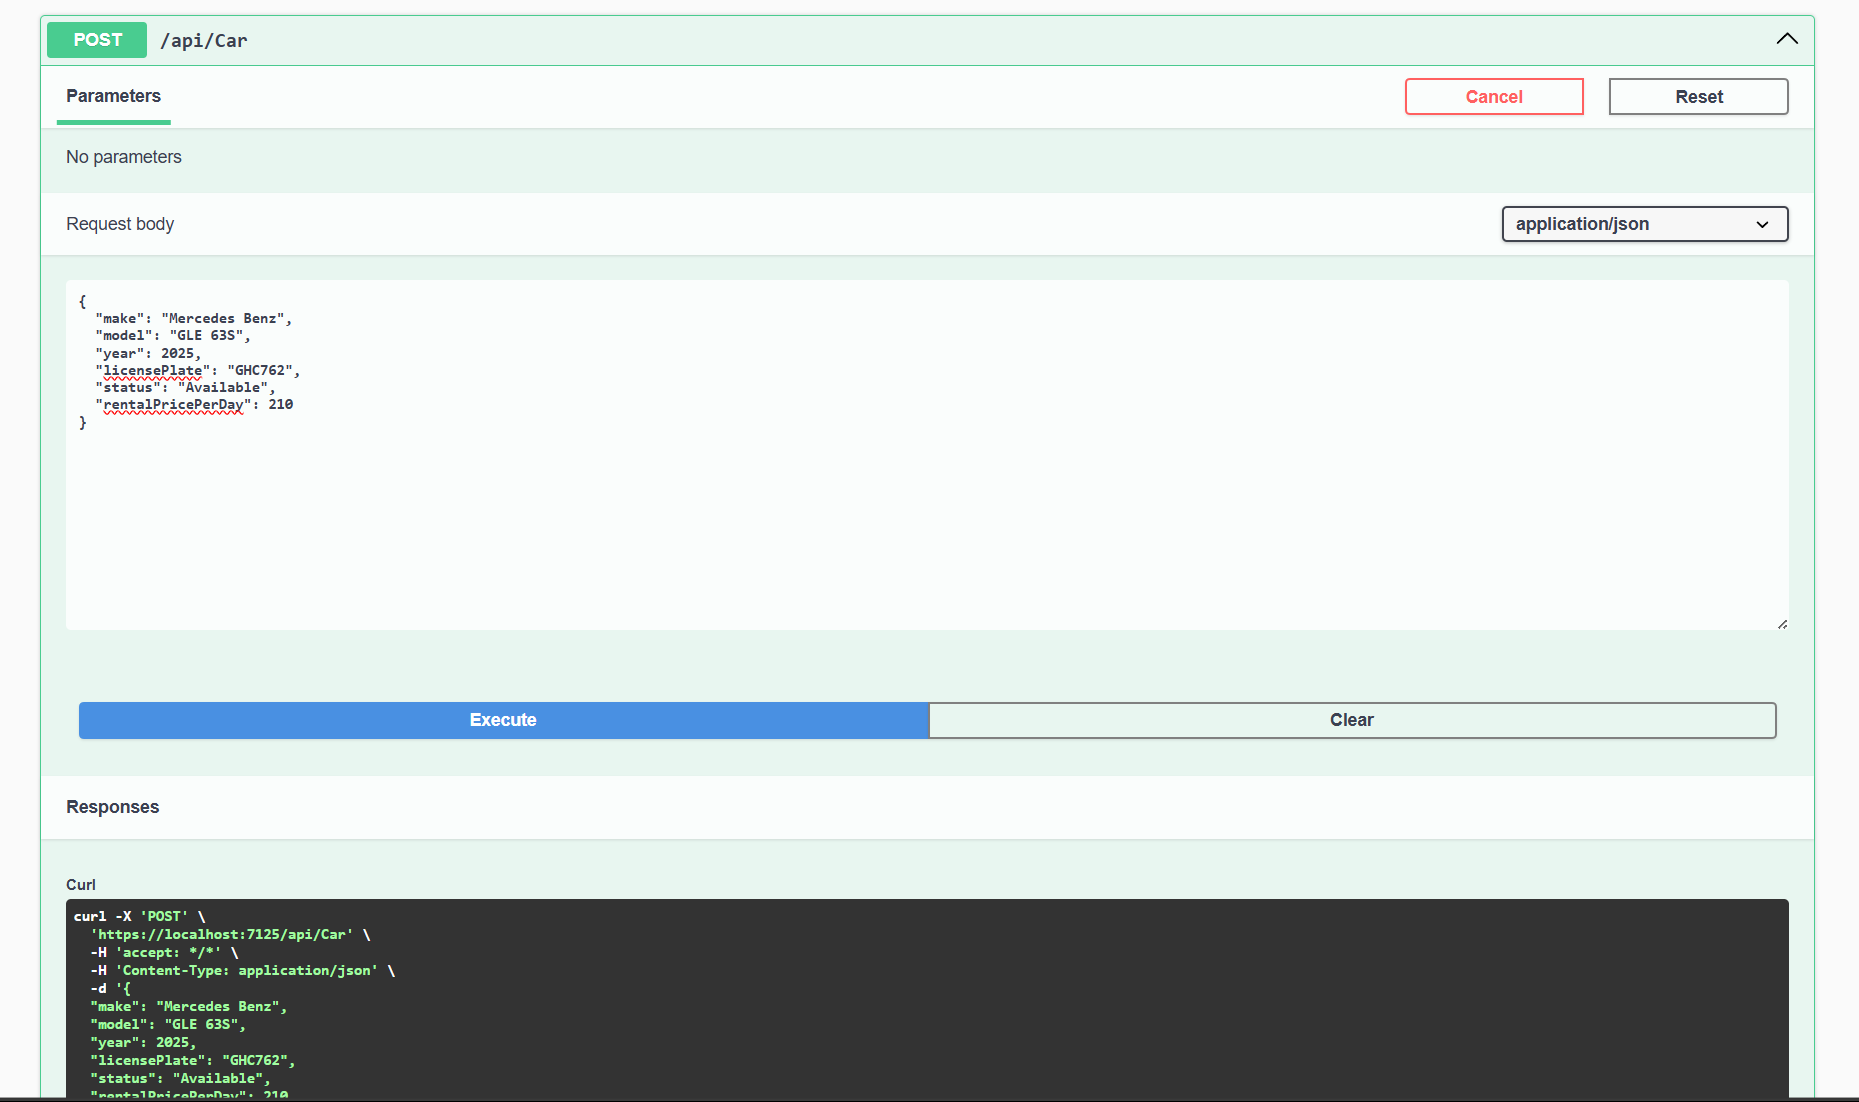 POST /api/Car
Parameters
Cancel
Reset
No parameters
Request body
application/json
{
  "make": "Mercedes Benz",
  "model": "GLE 63S",
  "year": 2025,
  "licensePlate": "GHC762",
  "status": "Available",
  "rentalPricePerDay": 210
}
Execute
Clear
Responses
Curl
curl -X 'POST' \
  'https://localhost:7125/api/Car' \
  -H 'accept: */*' \
  -H 'Content-Type: application/json' \
  -d '{
  "make": "Mercedes Benz",
  "model": "GLE 63S",
  "year": 2025,
  "licensePlate": "GHC762",
  "status": "Available",
  "rentalPricePerDay": 210